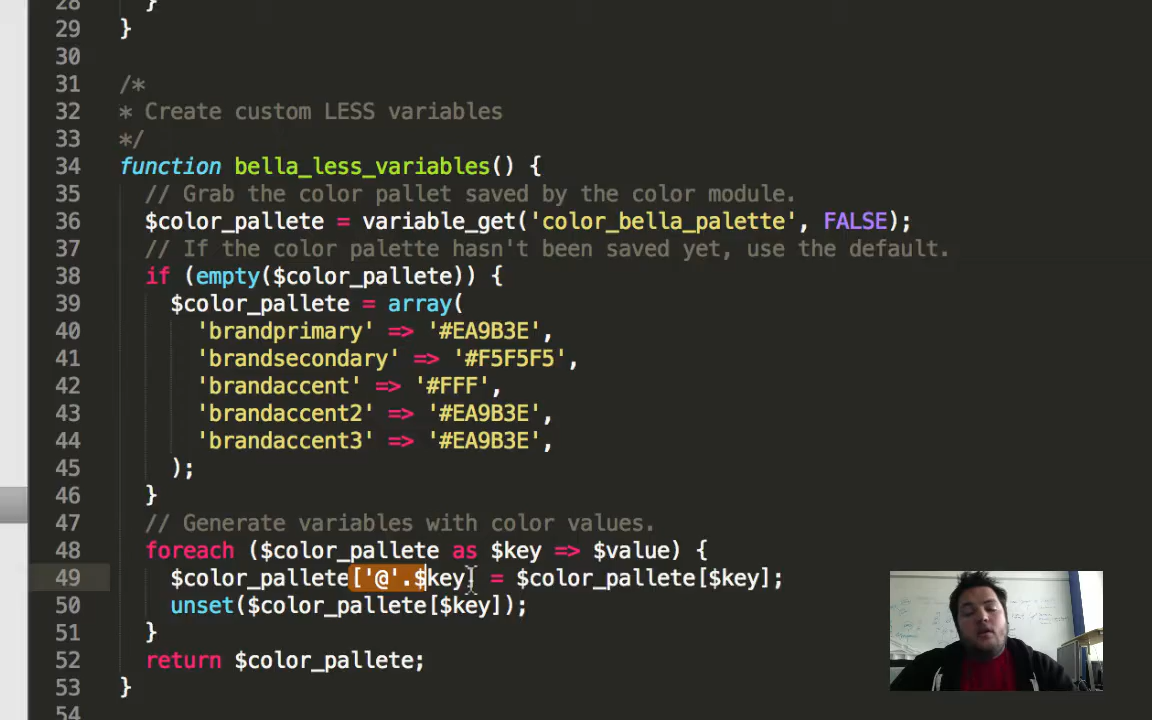 28 }
29 }
30
31 /*
32 * Create custom LESS variables
33 */
34 function bella_less_variables() {
35 // Grab the color pallet saved by the color module.
36 $color_pallete = variable_get('color_bella_palette', FALSE);
37 // If the color palette hasn't been saved yet, use the default.
38 if (empty($color_pallete)) {
39 $color_pallete = array(
40 'brandprimary' => '#EA9B3E',
41 'brandsecondary' => '#F5F5F5',
42 'brandaccent' => '#FFF',
43 'brandaccent2' => '#EA9B3E',
44 'brandaccent3' => '#EA9B3E',
45 );
46 }
47 // Generate variables with color values.
48 foreach ($color_pallete as $key => $value) {
49 $color_pallete['@'.$key] = $color_pallete[$key];
50 unset($color_pallete[$key]);
51 }
52 return $color_pallete;
53 }
54